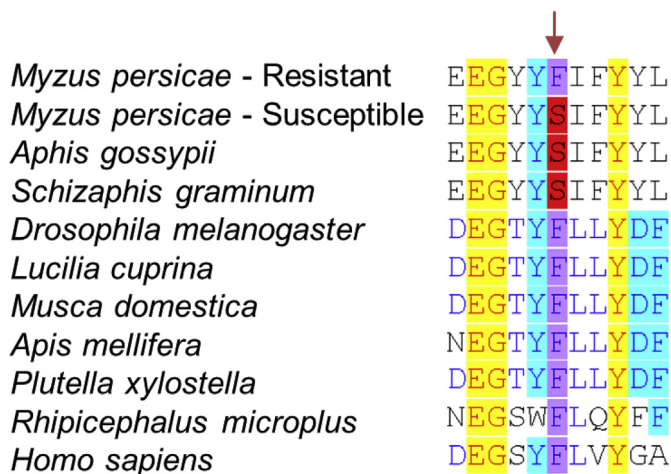 Myzus persicae - Resistant EEGYYFIFYYL
Myzus persicae - Susceptible EEGYYSIFYYL
Aphis gossypii EEGYYSIFYYL
Schizaphis graminum EEGYYSIFYYL
Drosophila melanogaster DEGTYFLLYDF
Lucilia cuprina DEGTYFLLYDF
Musca domestica DEGTYFLLYDF
Apis mellifera NEGTYFLLYDF
Plutella xylostella DEGTYFLLYDF
Rhipicephalus microplus NEGSWFLQYFF
Homo sapiens DEGSYFLVYGA